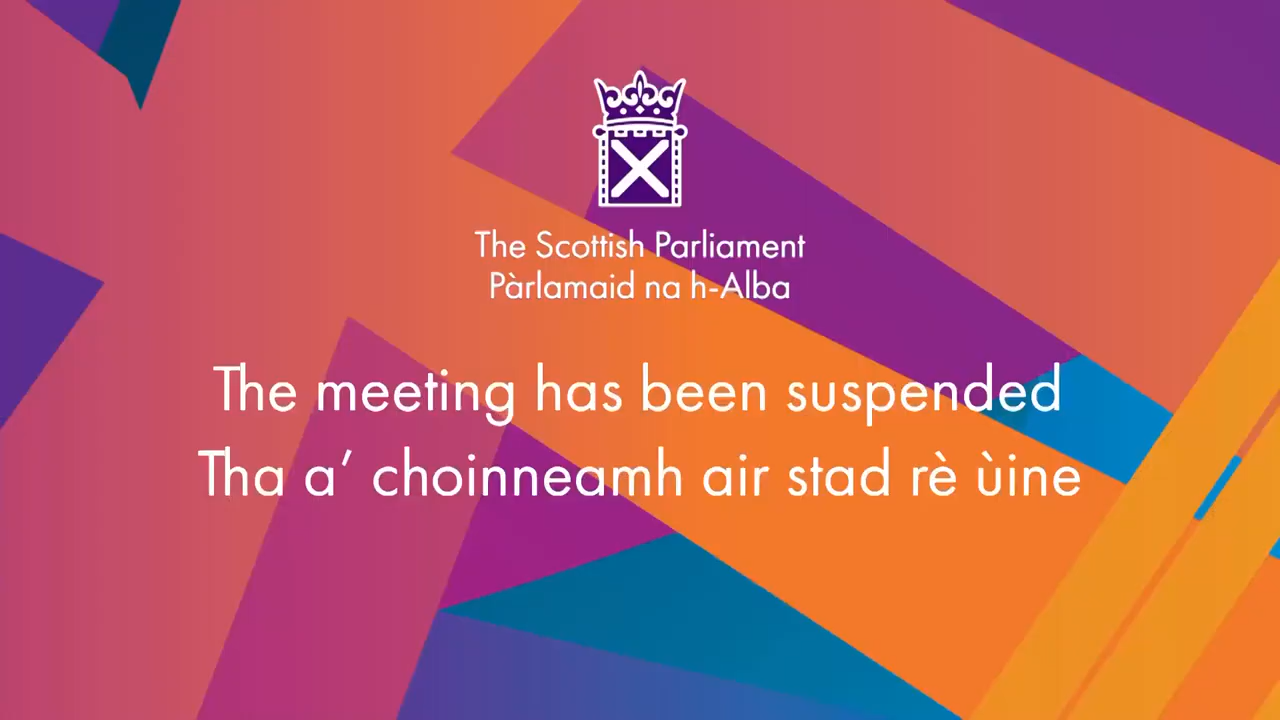 The Scottish Parliament
Pàrlamaid na h-Alba
The meeting has been suspended
Tha a’ choinneamh air stad rè ùine